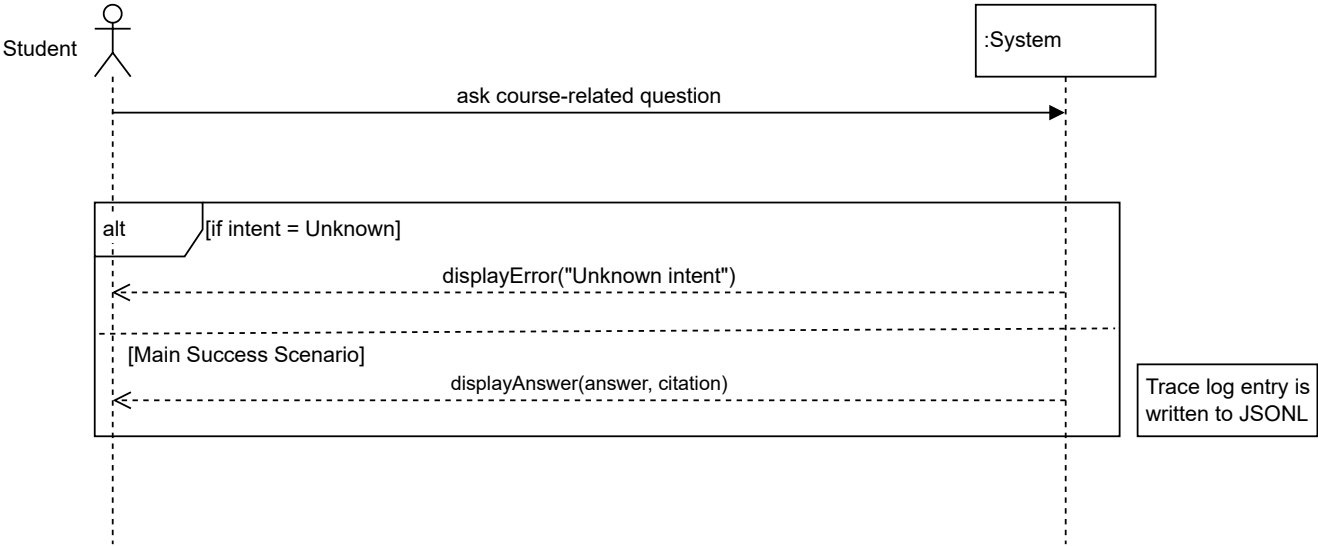 Student
:System
ask course-related question
alt
[if intent = Unknown]
displayError("Unknown intent")
[Main Success Scenario]
displayAnswer(answer, citation)
Trace log entry is
written to JSONL